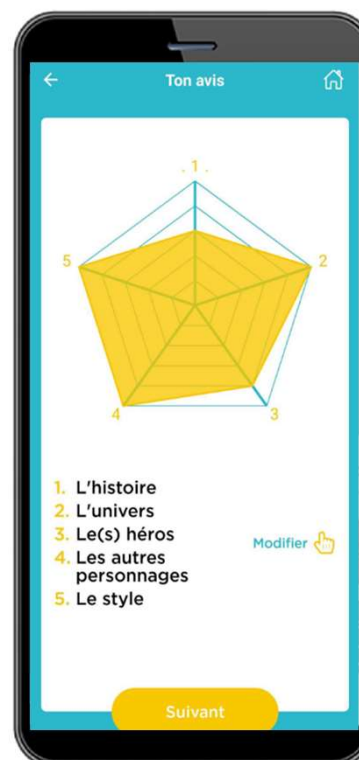 Ton avis
. 1 .
5
2
4
3
1. L'histoire
2. L'univers
3. Le(s) héros
4. Les autres
personnages
5. Le style
Modifier
Suivant